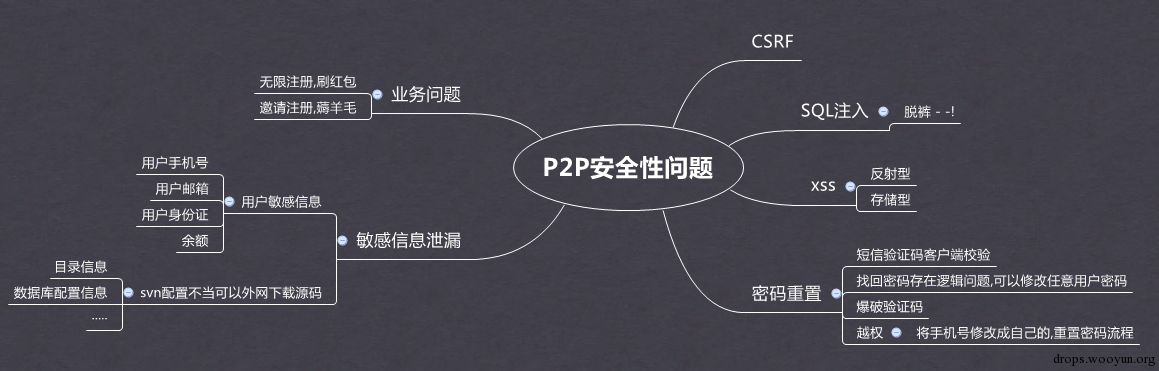 P2P安全性问题
CSRF
SQL注入
脱裤 - -!
xss
反射型
存储型
密码重置
短信验证码客户端校验
找回密码存在逻辑问题,可以修改任意用户密码
爆破验证码
越权
将手机号修改成自己的,重置密码流程
业务问题
无限注册,刷红包
邀请注册,薅羊毛
敏感信息泄漏
用户敏感信息
用户手机号
用户邮箱
用户身份证
余额
svn配置不当可以外网下载源码
目录信息
数据库配置信息
.....
drops.wooyun.org